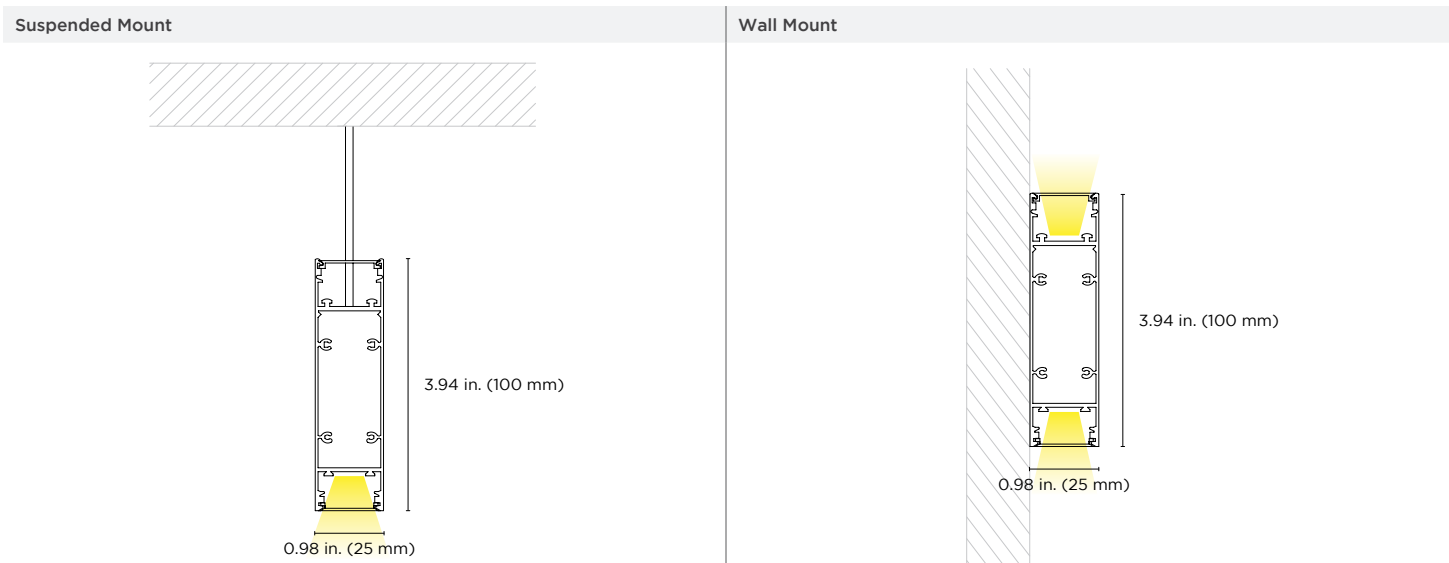 Suspended Mount
3.94 in. (100 mm)
0.98 in. (25 mm)
Wall Mount
3.94 in. (100 mm)
0.98 in. (25 mm)